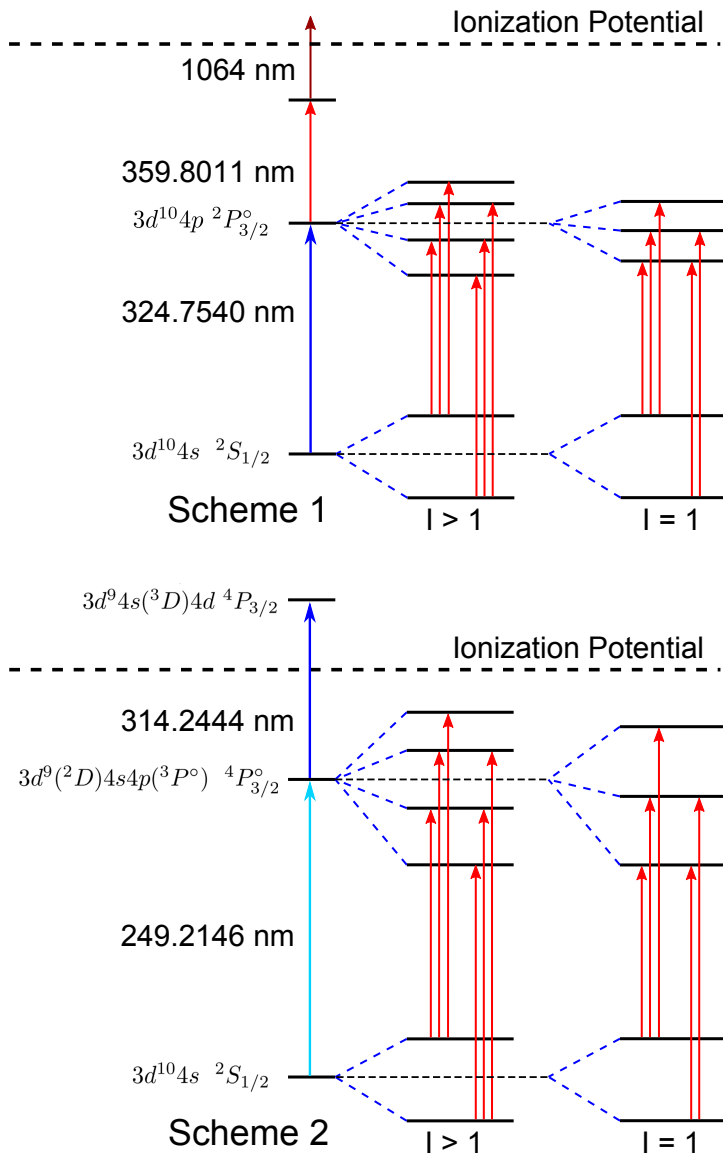 Ionization Potential
1064 nm
359.8011 nm
3d¹⁰4p ²P°₃/₂
324.7540 nm
3d¹⁰4s ²S₁/₂
Scheme 1
I > 1
I = 1
3d⁹4s(³D)4d ⁴P₃/₂
Ionization Potential
314.2444 nm
3d⁹(²D)4s4p(³P°) ⁴P°₃/₂
249.2146 nm
3d¹⁰4s ²S₁/₂
Scheme 2
I > 1
I = 1